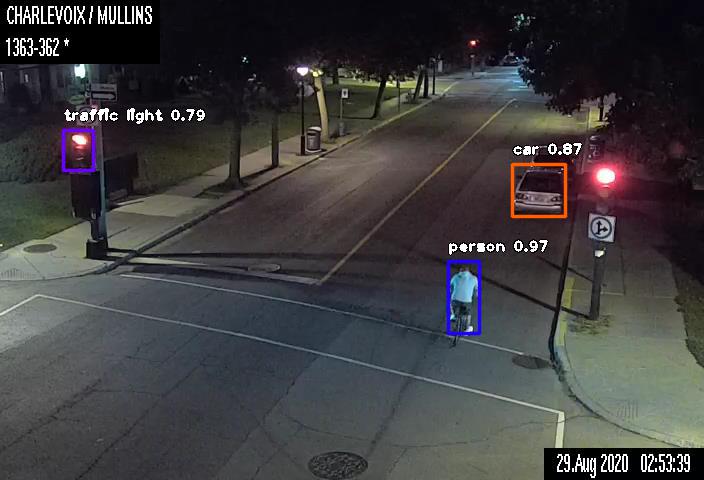 CHARLEVOIX / MULLINS
1363-362 *
traffic light 0.79
car 0.87
person 0.97
29.Aug 2020 02:53:39